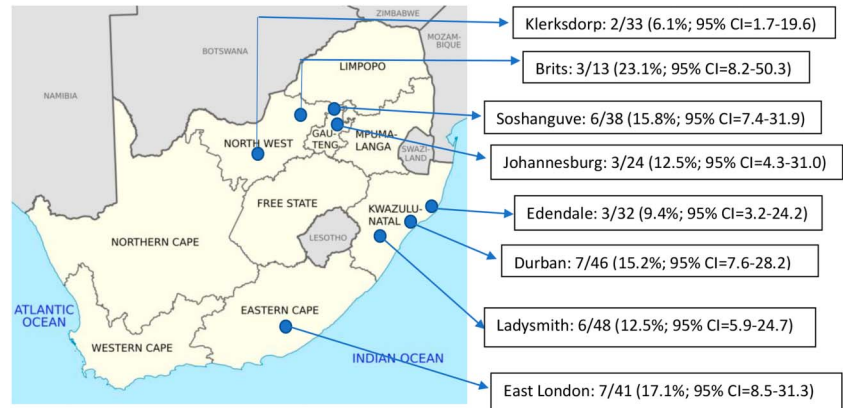 ZIMBABWE
BOTSWANA
MOZAM-
BIQUE
NAMIBIA
LIMPOPO
NORTH WEST
GAU-
TENG
MPUMA-
LANGA
SWAZI-
LAND
FREE STATE
KWAZULU-
NATAL
LESOTHO
NORTHERN CAPE
EASTERN CAPE
WESTERN CAPE
ATLANTIC
OCEAN
INDIAN OCEAN
Klerksdorp: 2/33 (6.1%; 95% CI=1.7-19.6)
Brits: 3/13 (23.1%; 95% CI=8.2-50.3)
Soshanguve: 6/38 (15.8%; 95% CI=7.4-31.9)
Johannesburg: 3/24 (12.5%; 95% CI=4.3-31.0)
Edendale: 3/32 (9.4%; 95% CI=3.2-24.2)
Durban: 7/46 (15.2%; 95% CI=7.6-28.2)
Ladysmith: 6/48 (12.5%; 95% CI=5.9-24.7)
East London: 7/41 (17.1%; 95% CI=8.5-31.3)